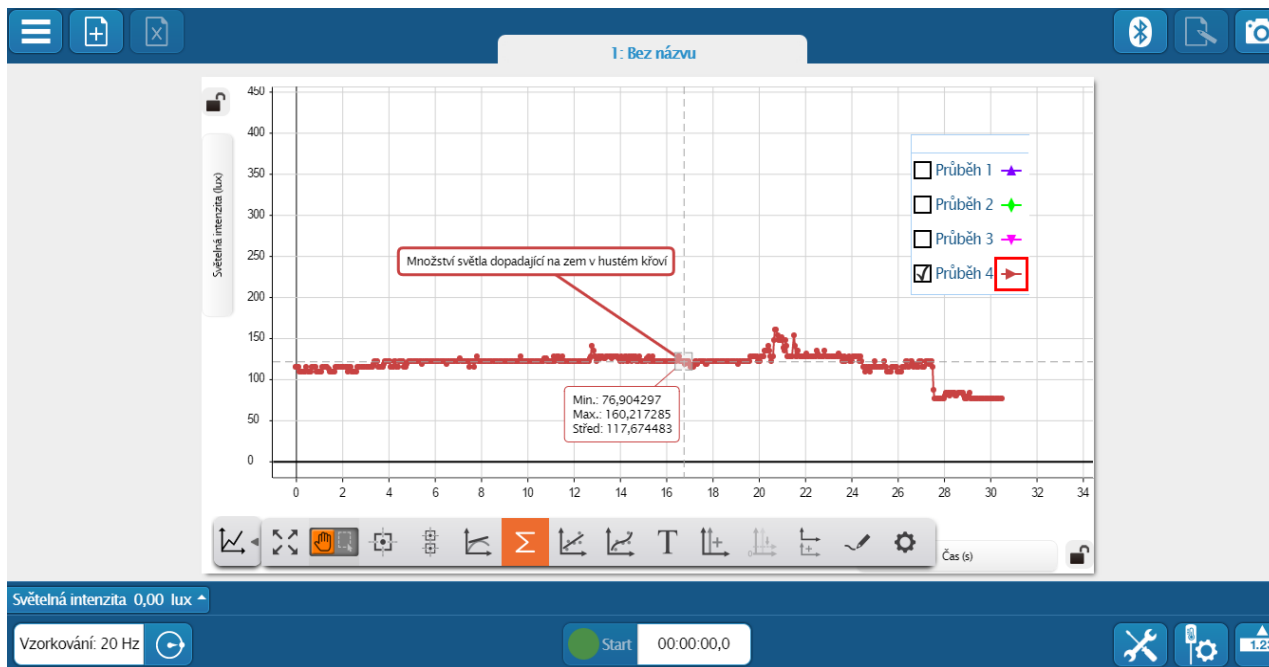 1: Bez názvu
450
400
350
300
250
200
150
100
50
0
Světelná intenzita (lux)
Průběh 1
Průběh 2
Průběh 3
Průběh 4
Množství světla dopadající na zem v hustém křoví
Min.: 76,904297
Max.: 160,217285
Střed: 117,674483
0 2 4 6 8 10 12 14 16 18 20 22 24 26 28 30 32 34
Čas (s)
Světelná intenzita 0,00 lux
Vzorkování: 20 Hz
Start
00:00:00,0
1.23